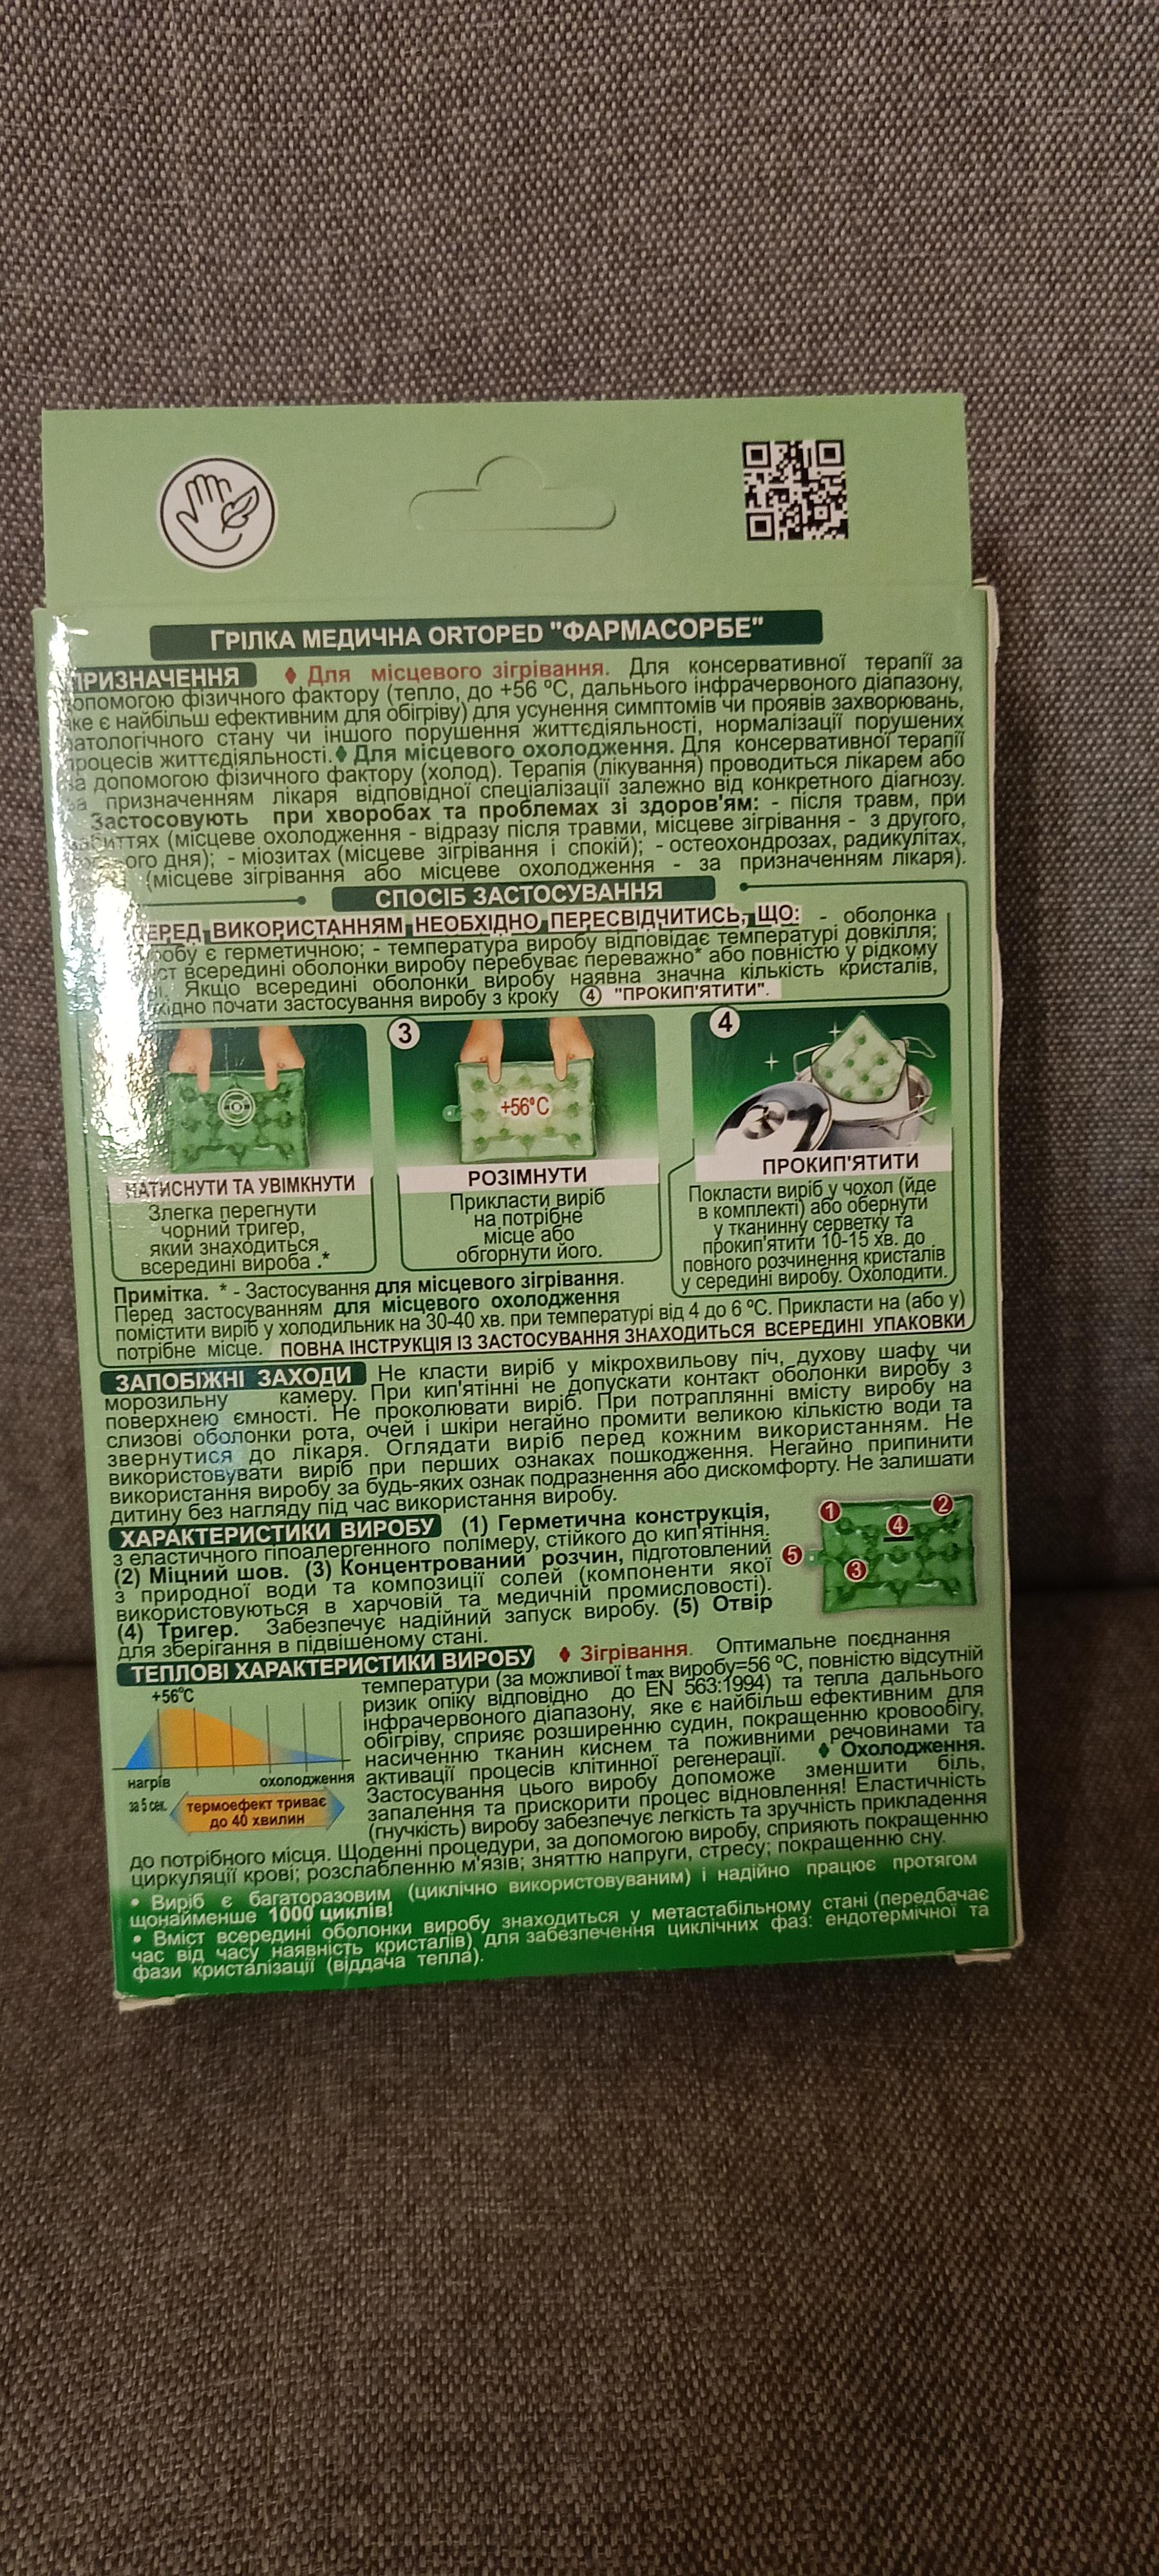 ГРІЛКА МЕДИЧНА ORTOPED "ФАРМАСОРБЕ"
ПРИЗНАЧЕННЯ ♦ Для місцевого зігрівання. Для консервативної терапії за
допомогою фізичного фактору (тепло, до +56 ºС, дальнього інфрачервоного діапазону,
яке є найбільш ефективним для обігріву) для усунення симптомів чи проявів захворювань,
патологічного стану чи іншого порушення життєдіяльності, нормалізації порушених
процесів життєдіяльності. ♦ Для місцевого охолодження. Для консервативної терапії
за допомогою фізичного фактору (холод). Терапія (лікування) проводиться лікарем або
за призначенням лікаря відповідної спеціалізації залежно від конкретного діагнозу.
Застосовують при хворобах та проблемах зі здоров'ям: - після травм, при
забиттях (місцеве охолодження - відразу після травми, місцеве зігрівання - з другого,
дня); - міозитах (місцеве зігрівання і спокій); - остеохондрозах, радикулітах,
(місцеве зігрівання або місцеве охолодження - за призначенням лікаря).
СПОСІБ ЗАСТОСУВАННЯ
ПЕРЕД ВИКОРИСТАННЯМ НЕОБХІДНО ПЕРЕСВІДЧИТИСЬ, ЩО: - оболонка
виробу є герметичною; - температура виробу відповідає температурі довкілля;
вміст всередині оболонки виробу перебуває переважно* або повністю у рідкому
Якщо всередині оболонки виробу наявна значна кількість кристалів,
необхідно почати застосування виробу з кроку ④ "ПРОКИП'ЯТИТИ".
НАТИСНУТИ ТА УВІМКНУТИ
Злегка перегнути
чорний тригер,
який знаходиться
всередині вироба .*
3
+56ºС
РОЗІМНУТИ
Прикласти виріб
на потрібне
місце або
обгорнути його.
4
ПРОКИП'ЯТИТИ
Покласти виріб у чохол (йде
в комплекті) або обернути
у тканинну серветку та
прокип'ятити 10-15 хв. до
повного розчинення кристалів
у середині виробу. Охолодити.
Примітка. * - Застосування для місцевого зігрівання.
Перед застосуванням для місцевого охолодження
помістити виріб у холодильник на 30-40 хв. при температурі від 4 до 6 ºС. Прикласти на (або у)
потрібне місце. ПОВНА ІНСТРУКЦІЯ ІЗ ЗАСТОСУВАННЯ ЗНАХОДИТЬСЯ ВСЕРЕДИНІ УПАКОВКИ
ЗАПОБІЖНІ ЗАХОДИ Не класти виріб у мікрохвильову піч, духову шафу чи
морозильну камеру. При кип'ятінні не допускати контакт оболонки виробу з
поверхнею ємності. Не проколювати виріб. При потраплянні вмісту виробу на
слизові оболонки рота, очей і шкіри негайно промити великою кількістю води та
звернутися до лікаря. Оглядати виріб перед кожним використанням. Не
використовувати виріб при перших ознаках пошкодження. Негайно припинити
використання виробу за будь-яких ознак подразнення або дискомфорту. Не залишати
дитину без нагляду під час використання виробу.
ХАРАКТЕРИСТИКИ ВИРОБУ (1) Герметична конструкція,
з еластичного гіпоалергенного полімеру, стійкого до кип'ятіння.
(2) Міцний шов. (3) Концентрований розчин, підготовлений
з природної води та композиції солей (компоненти якої
використовуються в харчовій та медичній промисловості).
(4) Тригер. Забезпечує надійний запуск виробу. (5) Отвір
для зберігання в підвішеному стані.
1 2 4 5 3
ТЕПЛОВІ ХАРАКТЕРИСТИКИ ВИРОБУ ♦ Зігрівання. Оптимальне поєднання
температури (за можливої t max виробу=56 ºС, повністю відсутній
ризик опіку відповідно до EN 563:1994) та тепла дальнього
інфрачервоного діапазону, яке є найбільш ефективним для
обігріву, сприяє розширенню судин, покращенню кровообігу,
насиченню тканин киснем та поживними речовинами та
активації процесів клітинної регенерації. ♦ Охолодження.
Застосування цього виробу допоможе зменшити біль,
запалення та прискорити процес відновлення! Еластичність
(гнучкість) виробу забезпечує легкість та зручність прикладення
до потрібного місця. Щоденні процедури, за допомогою виробу, сприяють покращенню
циркуляції крові; розслабленню м'язів; зняттю напруги, стресу; покращенню сну.
+56ºС
нагрів
за 5 сек.
охолодження
термоефект триває
до 40 хвилин
• Виріб є багаторазовим (циклічно використовуваним) і надійно працює протягом
щонайменше 1000 циклів!
• Вміст всередині оболонки виробу знаходиться у метастабільному стані (передбачає
час від часу наявність кристалів) для забезпечення циклічних фаз: ендотермічної та
фази кристалізації (віддача тепла).